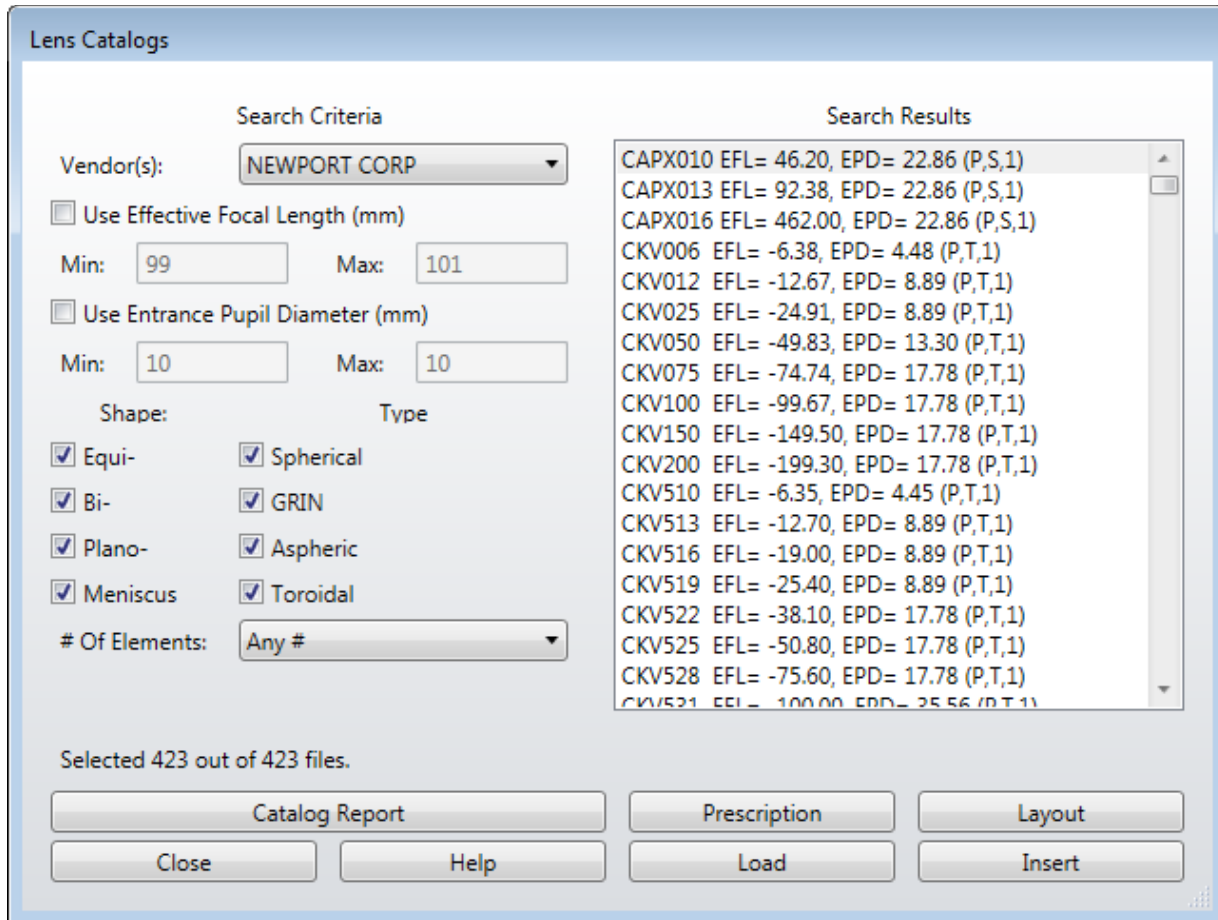 Lens Catalogs
Search Criteria
Vendor(s): NEWPORT CORP
Use Effective Focal Length (mm)
Min: 99 Max: 101
Use Entrance Pupil Diameter (mm)
Min: 10 Max: 10
Shape: Type
Equi- Spherical
Bi- GRIN
Plano- Aspheric
Meniscus Toroidal
# Of Elements: Any #
Search Results
CAPX010 EFL= 46.20, EPD= 22.86 (P,S,1)
CAPX013 EFL= 92.38, EPD= 22.86 (P,S,1)
CAPX016 EFL= 462.00, EPD= 22.86 (P,S,1)
CKV006 EFL= -6.38, EPD= 4.48 (P,T,1)
CKV012 EFL= -12.67, EPD= 8.89 (P,T,1)
CKV025 EFL= -24.91, EPD= 8.89 (P,T,1)
CKV050 EFL= -49.83, EPD= 13.30 (P,T,1)
CKV075 EFL= -74.74, EPD= 17.78 (P,T,1)
CKV100 EFL= -99.67, EPD= 17.78 (P,T,1)
CKV150 EFL= -149.50, EPD= 17.78 (P,T,1)
CKV200 EFL= -199.30, EPD= 17.78 (P,T,1)
CKV510 EFL= -6.35, EPD= 4.45 (P,T,1)
CKV513 EFL= -12.70, EPD= 8.89 (P,T,1)
CKV516 EFL= -19.00, EPD= 8.89 (P,T,1)
CKV519 EFL= -25.40, EPD= 8.89 (P,T,1)
CKV522 EFL= -38.10, EPD= 17.78 (P,T,1)
CKV525 EFL= -50.80, EPD= 17.78 (P,T,1)
CKV528 EFL= -75.60, EPD= 17.78 (P,T,1)
CKV531 EFL= -100.00, EPD= 35.56 (P,T,1)
Selected 423 out of 423 files.
Catalog Report Prescription Layout
Close Help Load Insert